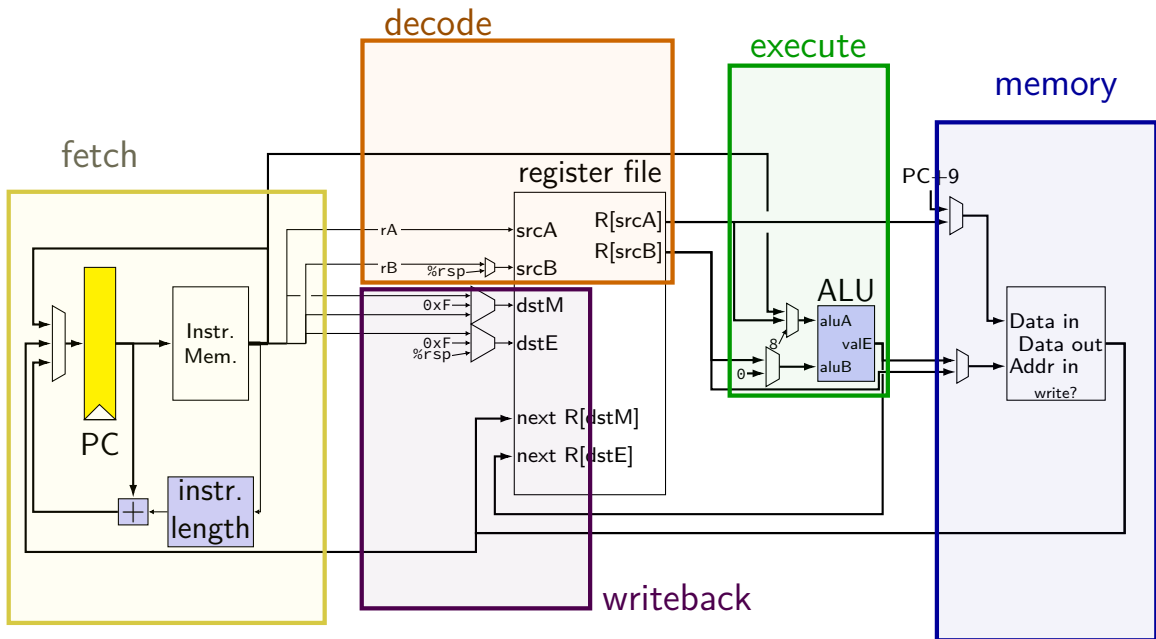 decode
execute
memory
fetch
register file
PC+9
rA
srcA
R[srcA]
R[srcB]
rB
%rsp
srcB
0xF
dstM
0xF
%rsp
dstE
Instr.
Mem.
PC
instr.
length
+
next R[dstM]
next R[dstE]
ALU
aluA
valE
aluB
8
0
Data in
Data out
Addr in
write?
writeback